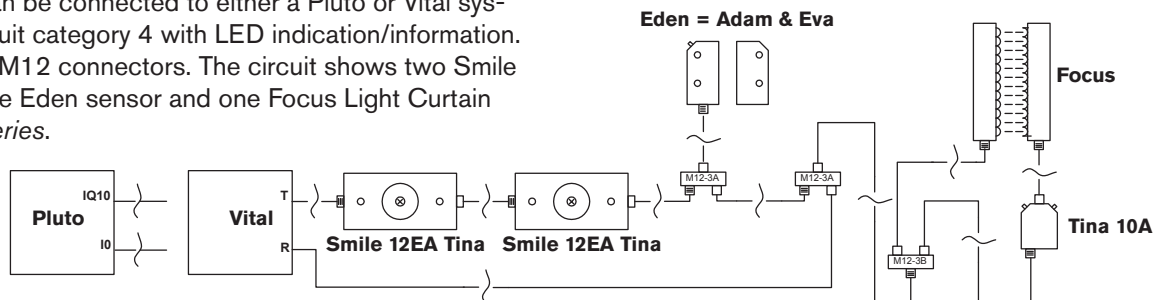 an be connected to either a Pluto or Vital sys-
uit category 4 with LED indication/information.
M12 connectors. The circuit shows two Smile
e Eden sensor and one Focus Light Curtain
eries.
Eden = Adam & Eva
Focus
M12-3A
M12-3A
IQ10
Pluto
I0
T
Vital
R
Smile 12EA Tina
Smile 12EA Tina
Tina 10A
M12-3B